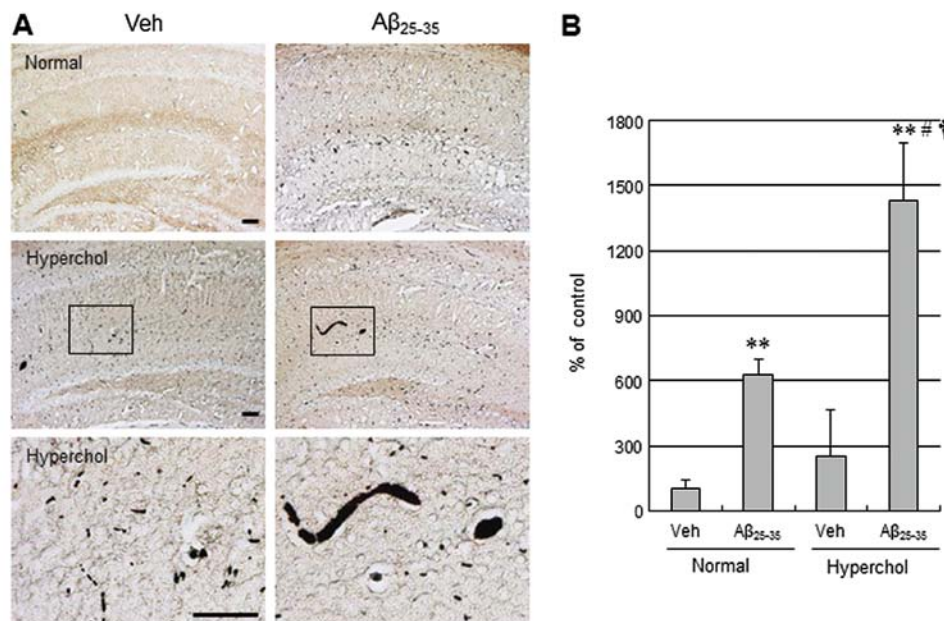 A
Veh
Aβ25-35
Normal
Hyperchol
Hyperchol
B
% of control
1800
1500
1200
900
600
300
0
**
** #
Veh
Aβ25-35
Veh
Aβ25-35
Normal
Hyperchol